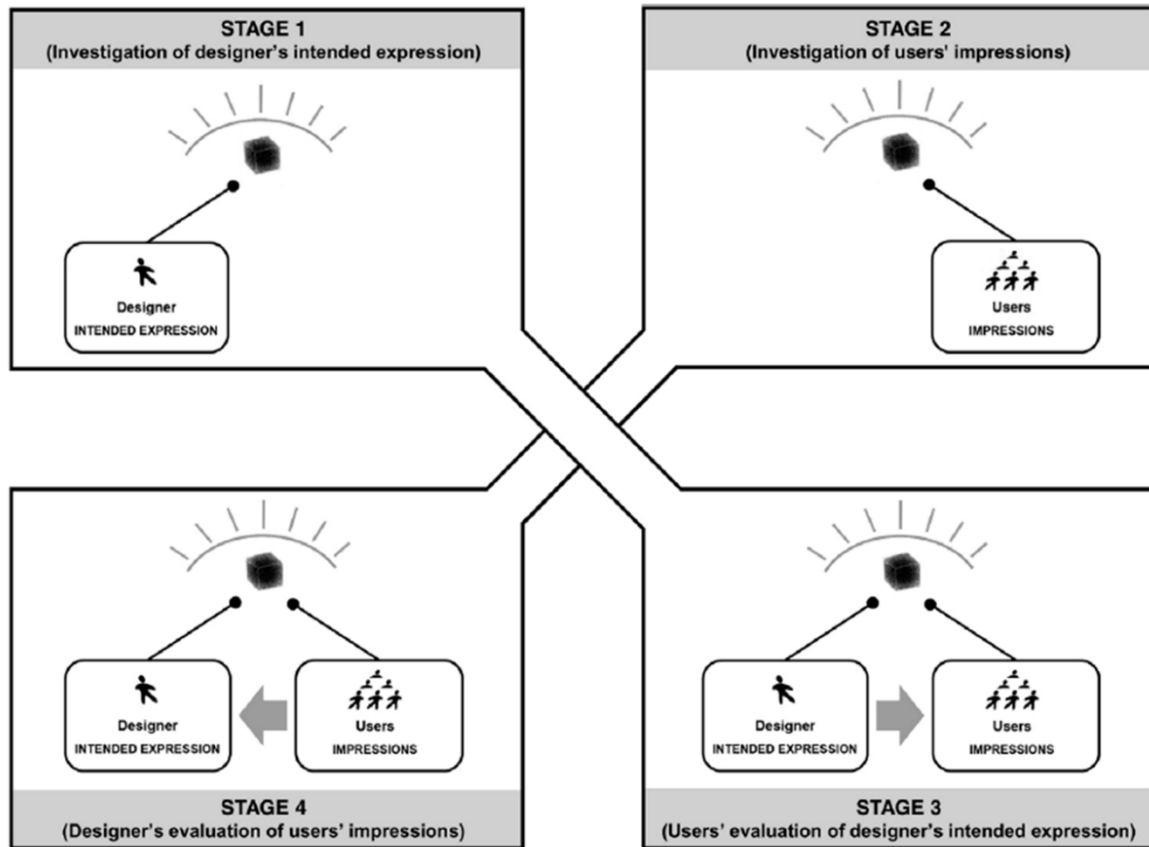 STAGE 1
(Investigation of designer's intended expression)
Designer
INTENDED EXPRESSION
STAGE 2
(Investigation of users' impressions)
Users
IMPRESSIONS
Designer
INTENDED EXPRESSION
Users
IMPRESSIONS
STAGE 4
(Designer's evaluation of users' impressions)
Designer
INTENDED EXPRESSION
Users
IMPRESSIONS
STAGE 3
(Users' evaluation of designer's intended expression)